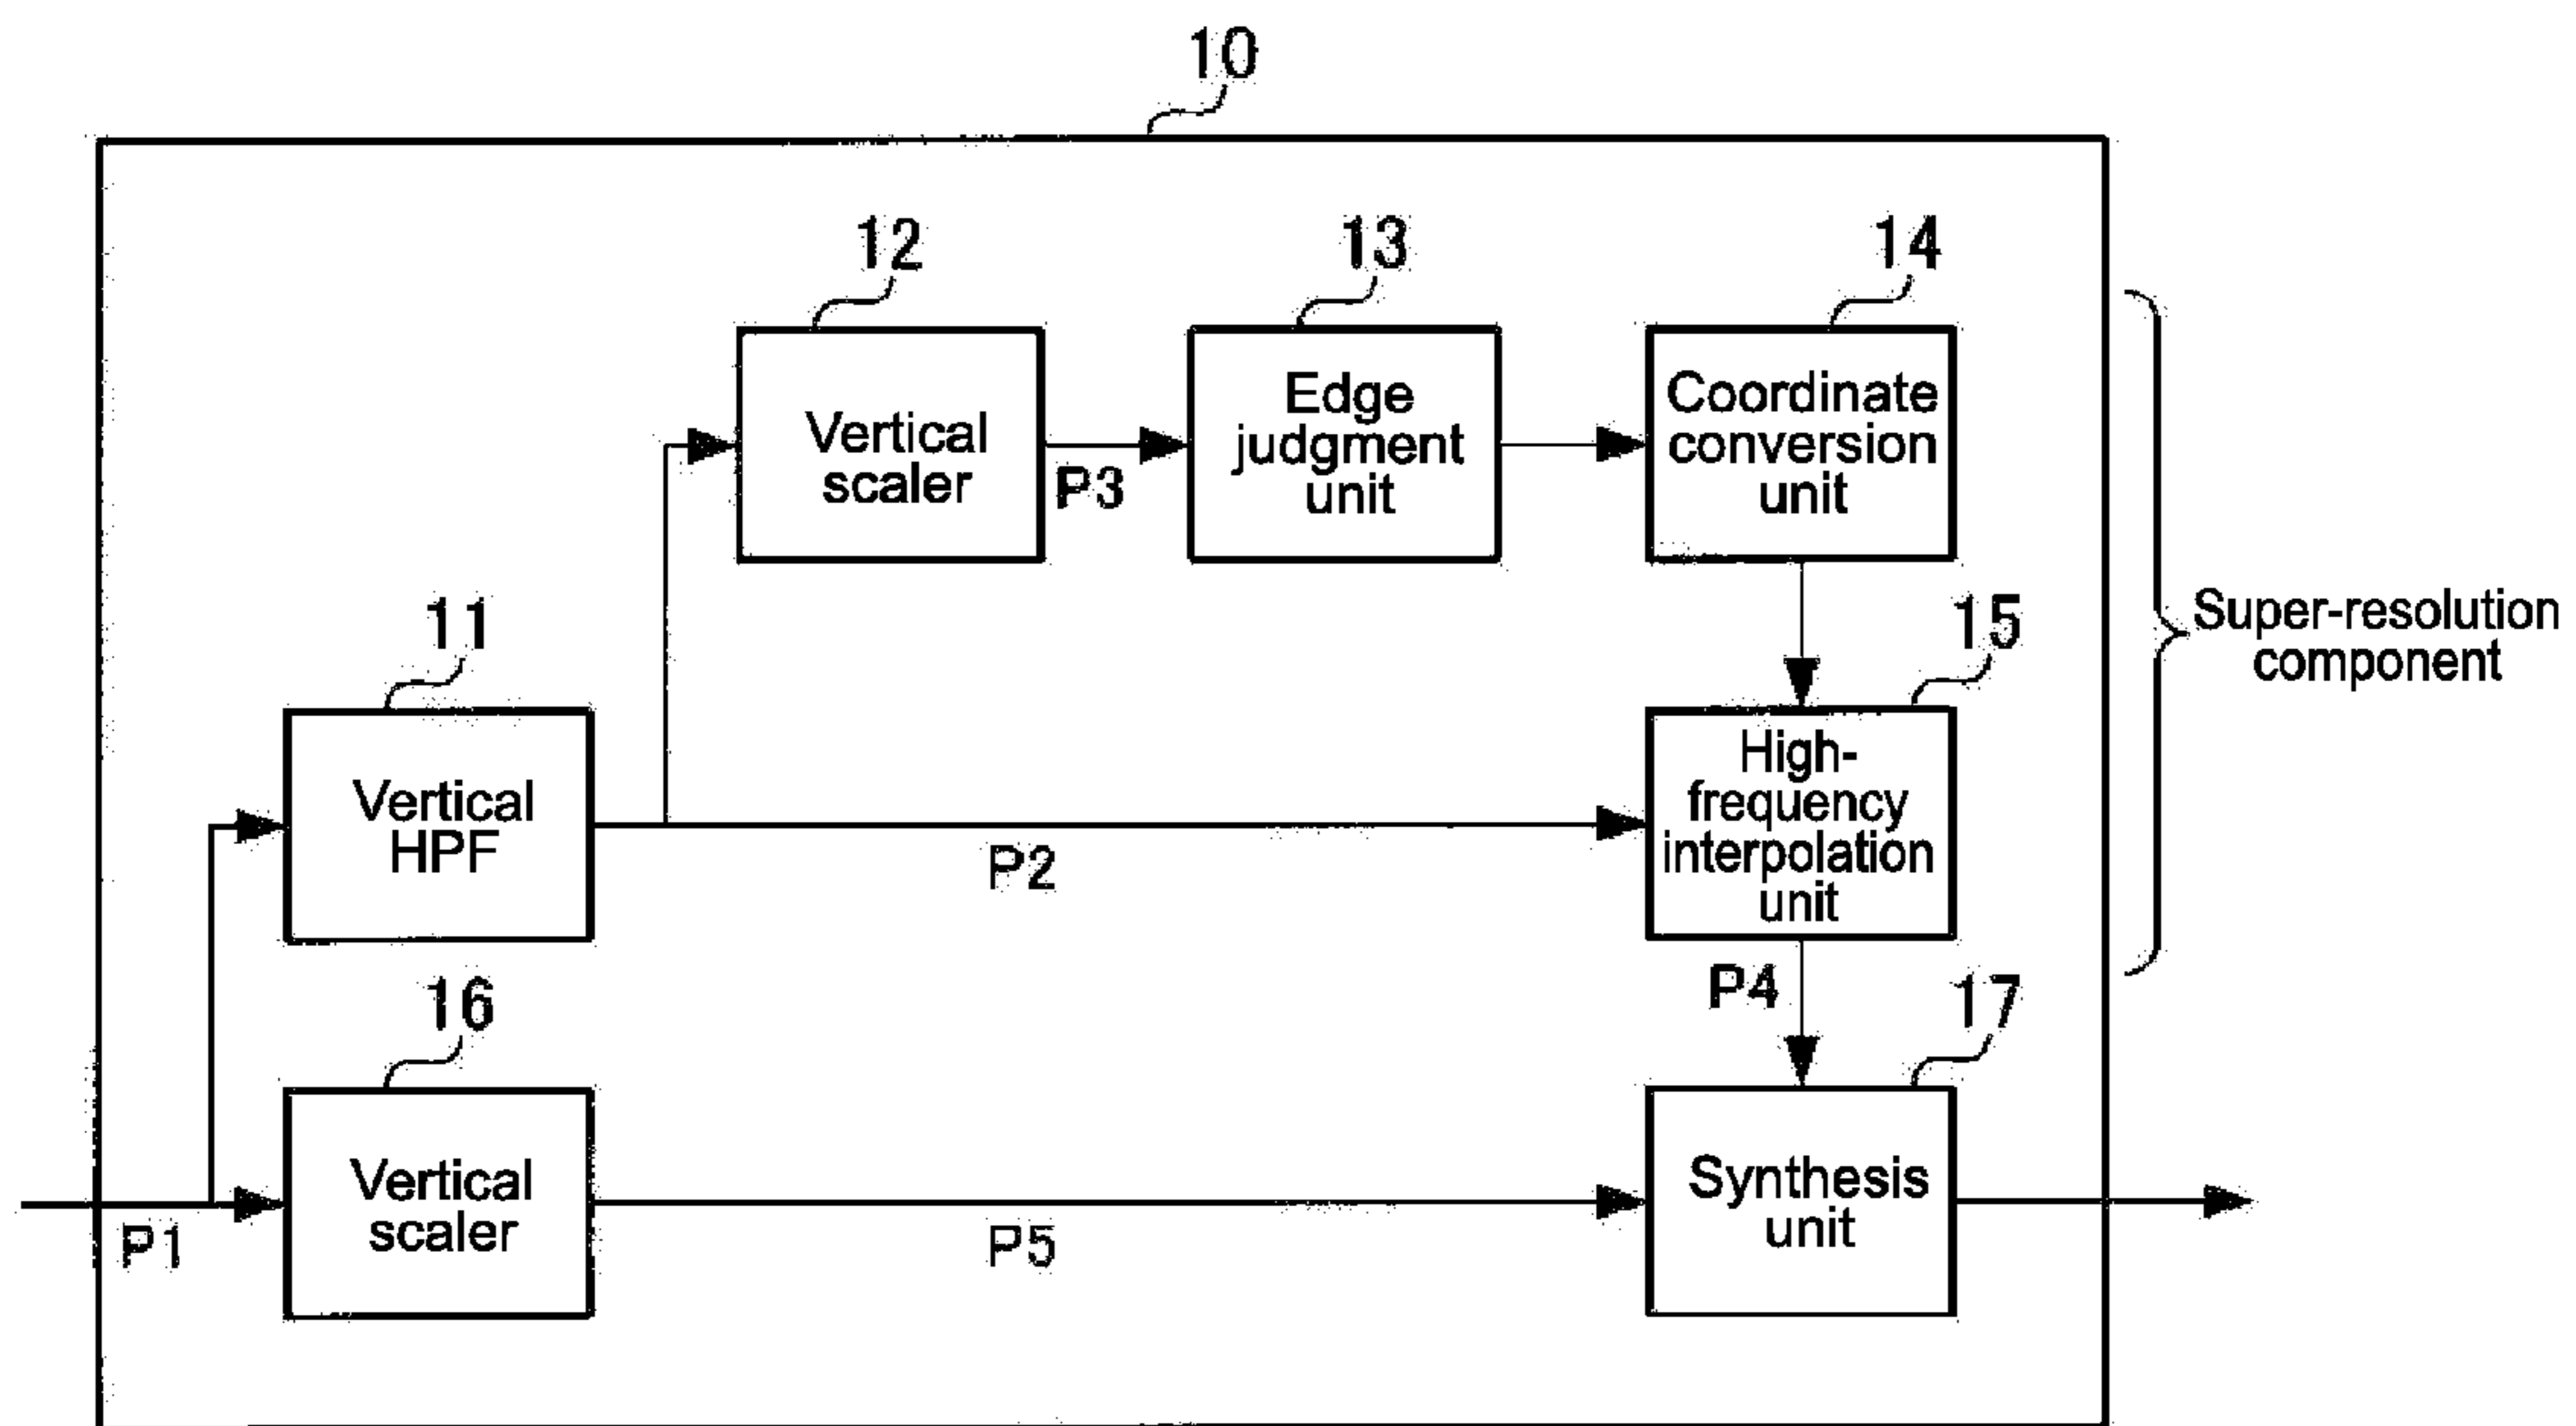 10
12
13
14
Vertical
scaler
P3
Edge
judgment
unit
Coordinate
conversion
unit
Super-resolution
component
11
15
Vertical
HPF
P2
High-
frequency
interpolation
unit
16
P4
17
Vertical
scaler
P1
P5
Synthesis
unit